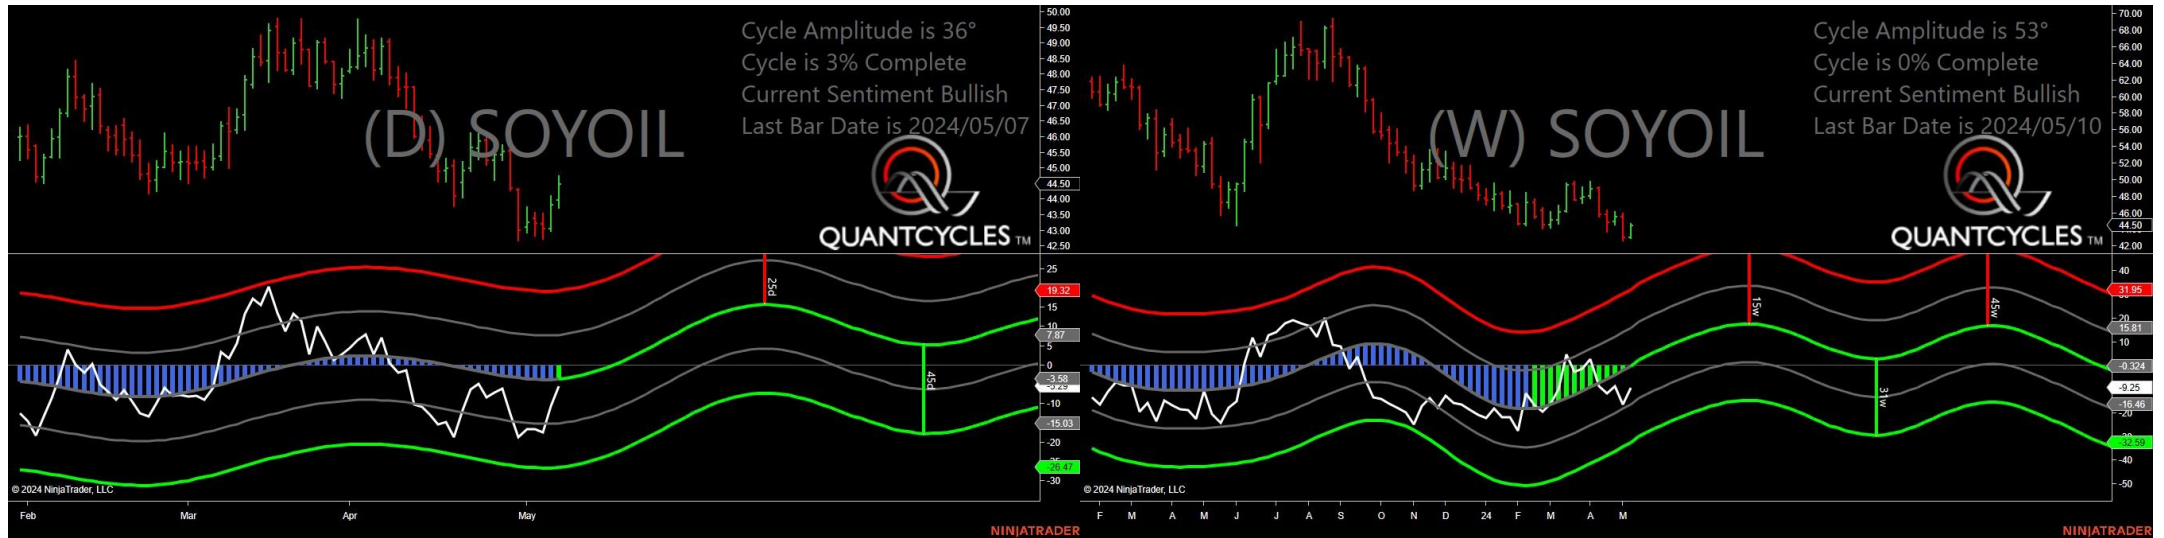 Cycle Amplitude is 36°
Cycle is 3% Complete
Current Sentiment Bullish
Last Bar Date is 2024/05/07
(D) SOYOIL
QUANTCYCLES TM
50.00
49.50
49.00
48.50
48.00
47.50
47.00
46.50
46.00
45.50
45.00
44.50
44.00
43.50
43.00
42.50
25
19.32
15
10
7.87
5
0
-3.58
-10
-15.03
-20
-26.47
-30
25d
45d
© 2024 NinjaTrader, LLC
Feb Mar Apr May
NINJATRADER
Cycle Amplitude is 53°
Cycle is 0% Complete
Current Sentiment Bullish
Last Bar Date is 2024/05/10
(W) SOYOIL
QUANTCYCLES TM
70.00
68.00
66.00
64.00
62.00
60.00
58.00
56.00
54.00
52.00
50.00
48.00
46.00
44.50
42.00
40
31.95
20
15.81
10
-0.324
-9.25
-16.46
-20
-32.59
-40
-50
15w
31w
45w
© 2024 NinjaTrader, LLC
F M A M J J A S O N D 24 F M A M
NINJATRADER